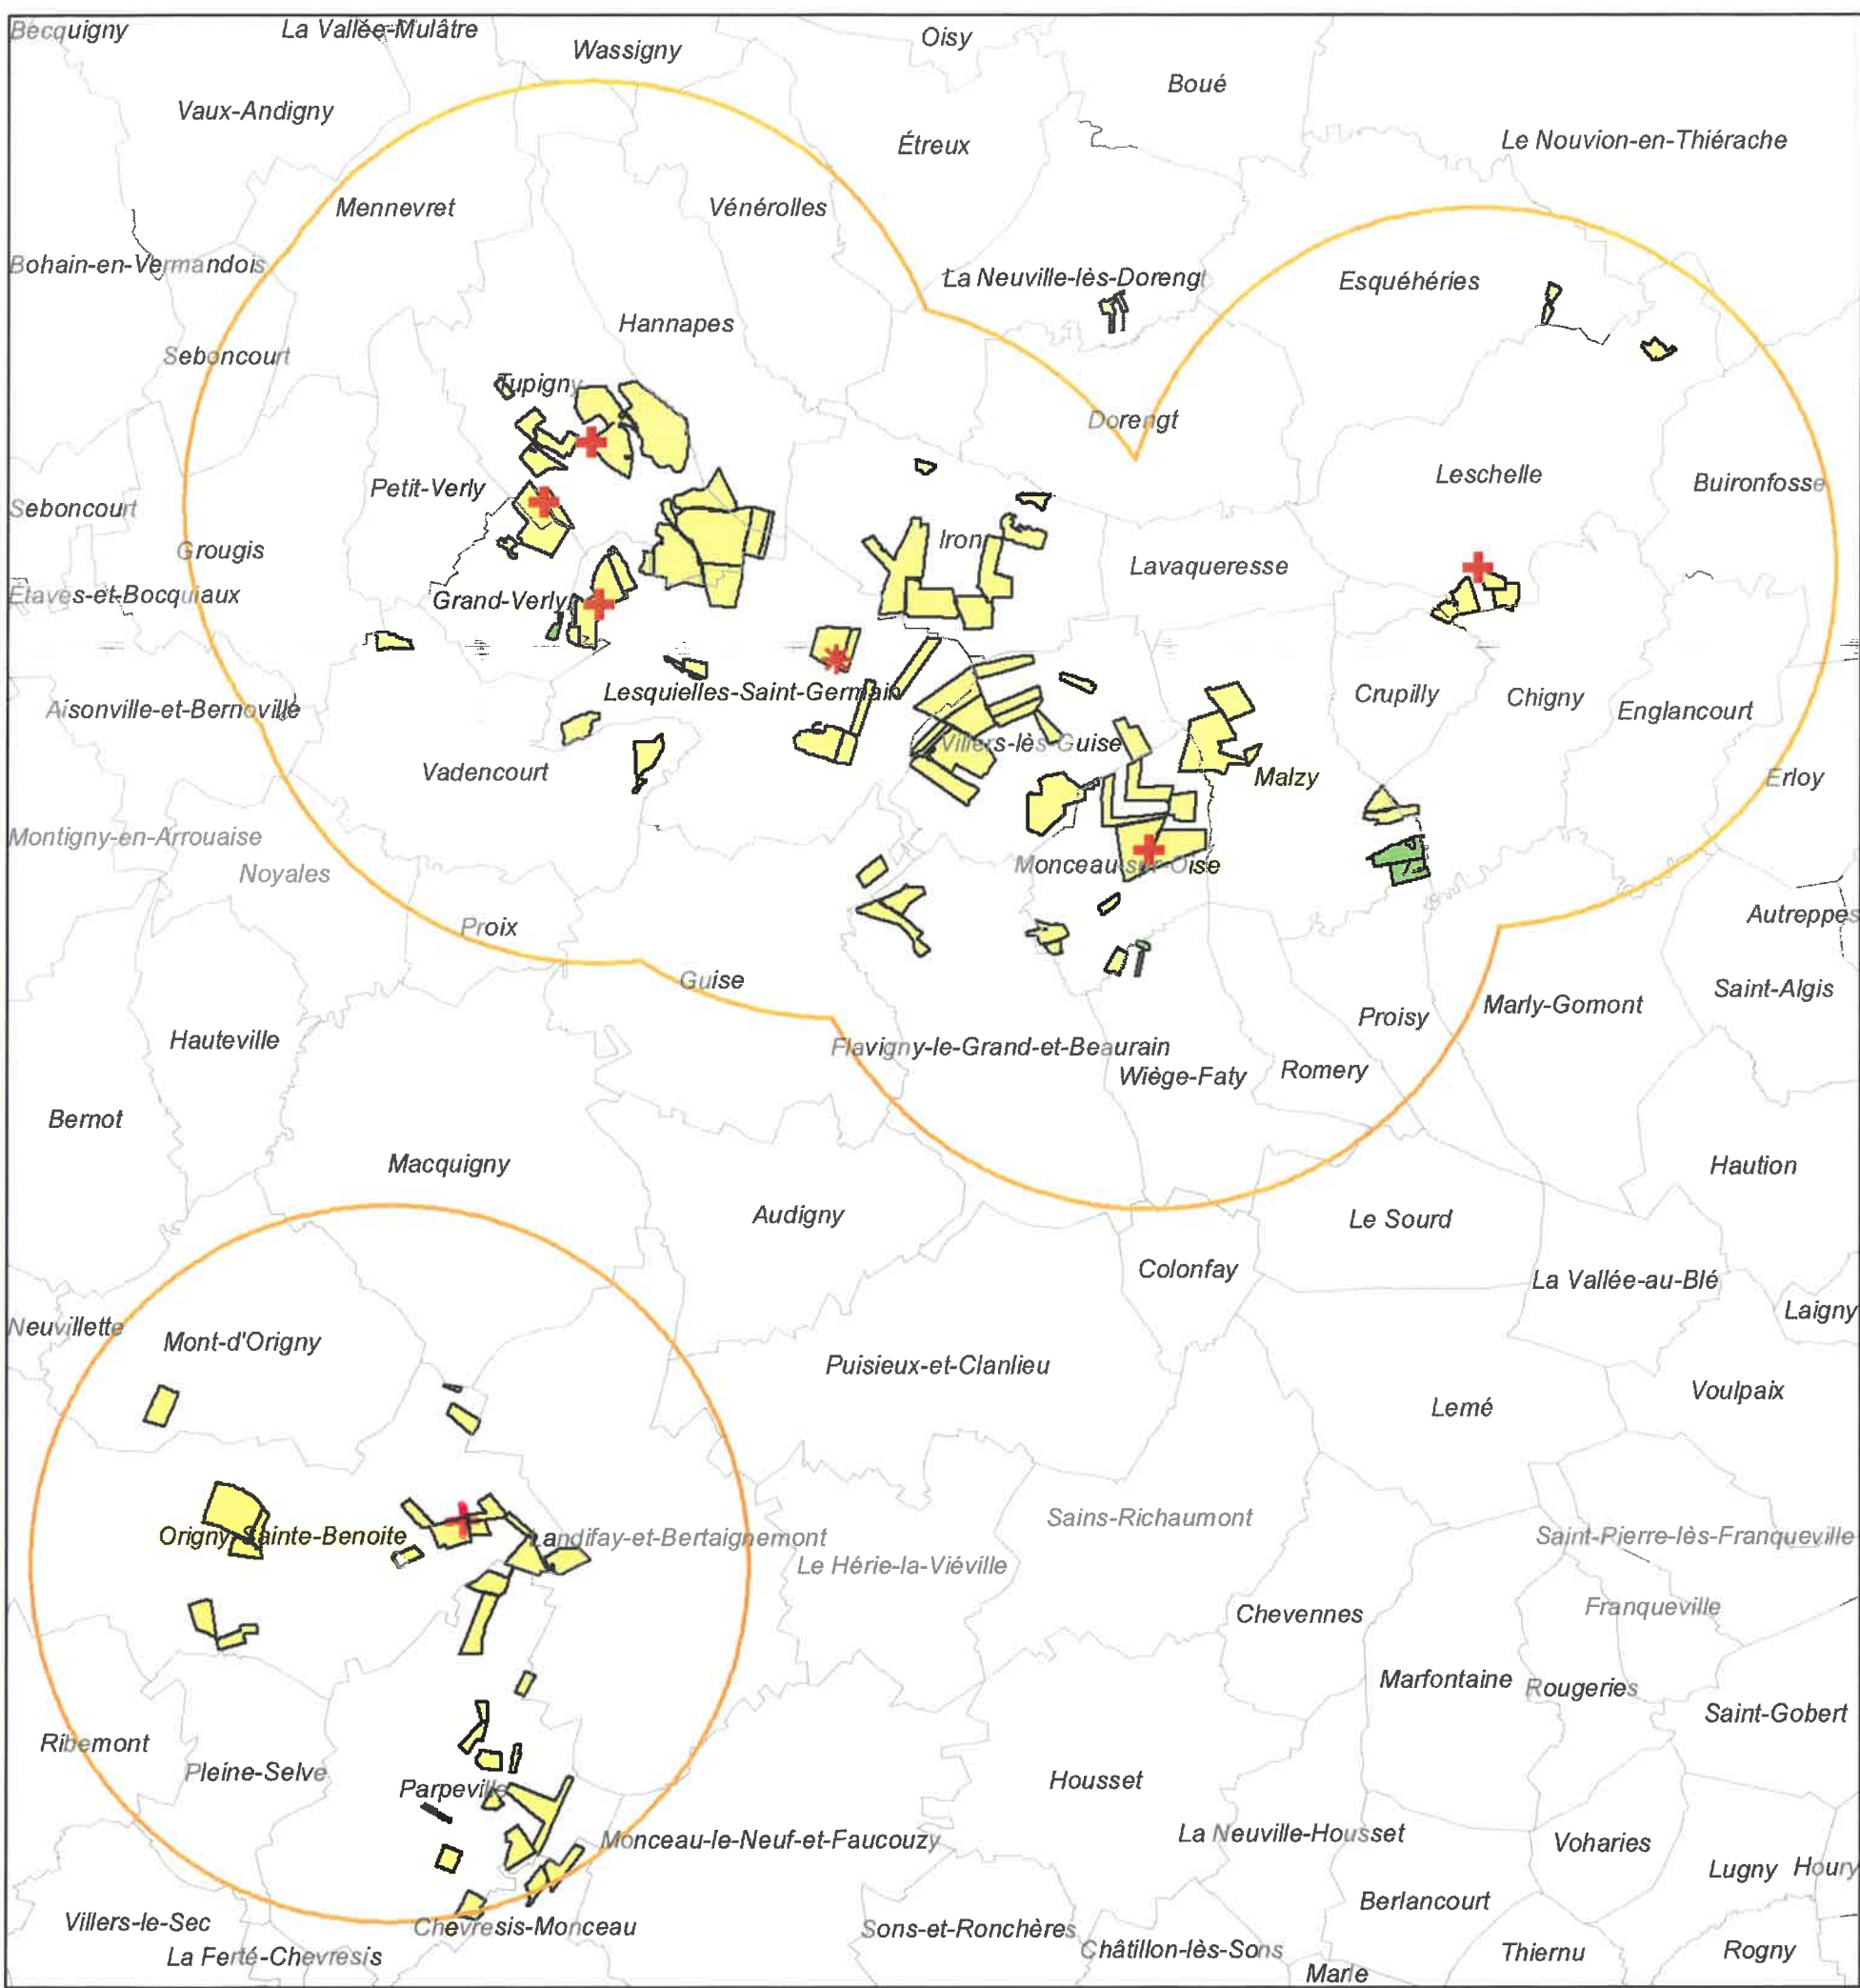 Becquigny
La Vallée-Mulâtre
Wassigny
Oisy
Boué
Vaux-Andigny
Étreux
Le Nouvion-en-Thiérache
Mennevret
Vénérolles
Bohain-en-Vermandois
La Neuville-lès-Dorengt
Esquéhéries
Hannapes
Seboncourt
Tupigny
Dorengt
Petit-Verly
Leschelle
Buironfosse
Seboncourt
Grougis
Iron
Lavaqueresse
Étavès-et-Bocquiaux
Grand-Verly
Lesquielles-Saint-Germain
Crupilly
Chigny
Englancourt
Aisonville-et-Bernoville
Villers-lès-Guise
Vadencourt
Malzy
Erloy
Montigny-en-Arrouaise
Noyales
Monceau-sur-Oise
Autreppes
Proix
Guise
Saint-Algis
Marly-Gomont
Proisy
Hauteville
Flavigny-le-Grand-et-Beaurain
Wiège-Faty
Romery
Bernot
Macquigny
Haution
Audigny
Le Sourd
Colonfay
La Vallée-au-Blé
Laigny
Neuvillette
Mont-d'Origny
Puisieux-et-Clanlieu
Voulpaix
Lemé
Sains-Richaumont
Origny-Sainte-Benoite
Landifay-et-Bertaignemont
Saint-Pierre-lès-Franqueville
Le Hérie-la-Viéville
Franqueville
Chevennes
Marfontaine
Rougeries
Saint-Gobert
Ribemont
Pleine-Selve
Housset
Parpeville
Monceau-le-Neuf-et-Faucouzy
La Neuville-Housset
Voharies
Lugny
Houry
Berlancourt
Villers-le-Sec
Chevresis-Monceau
Sons-et-Ronchères
Châtillon-lès-Sons
Thiernu
Rogny
La Ferté-Chevresis
Marle